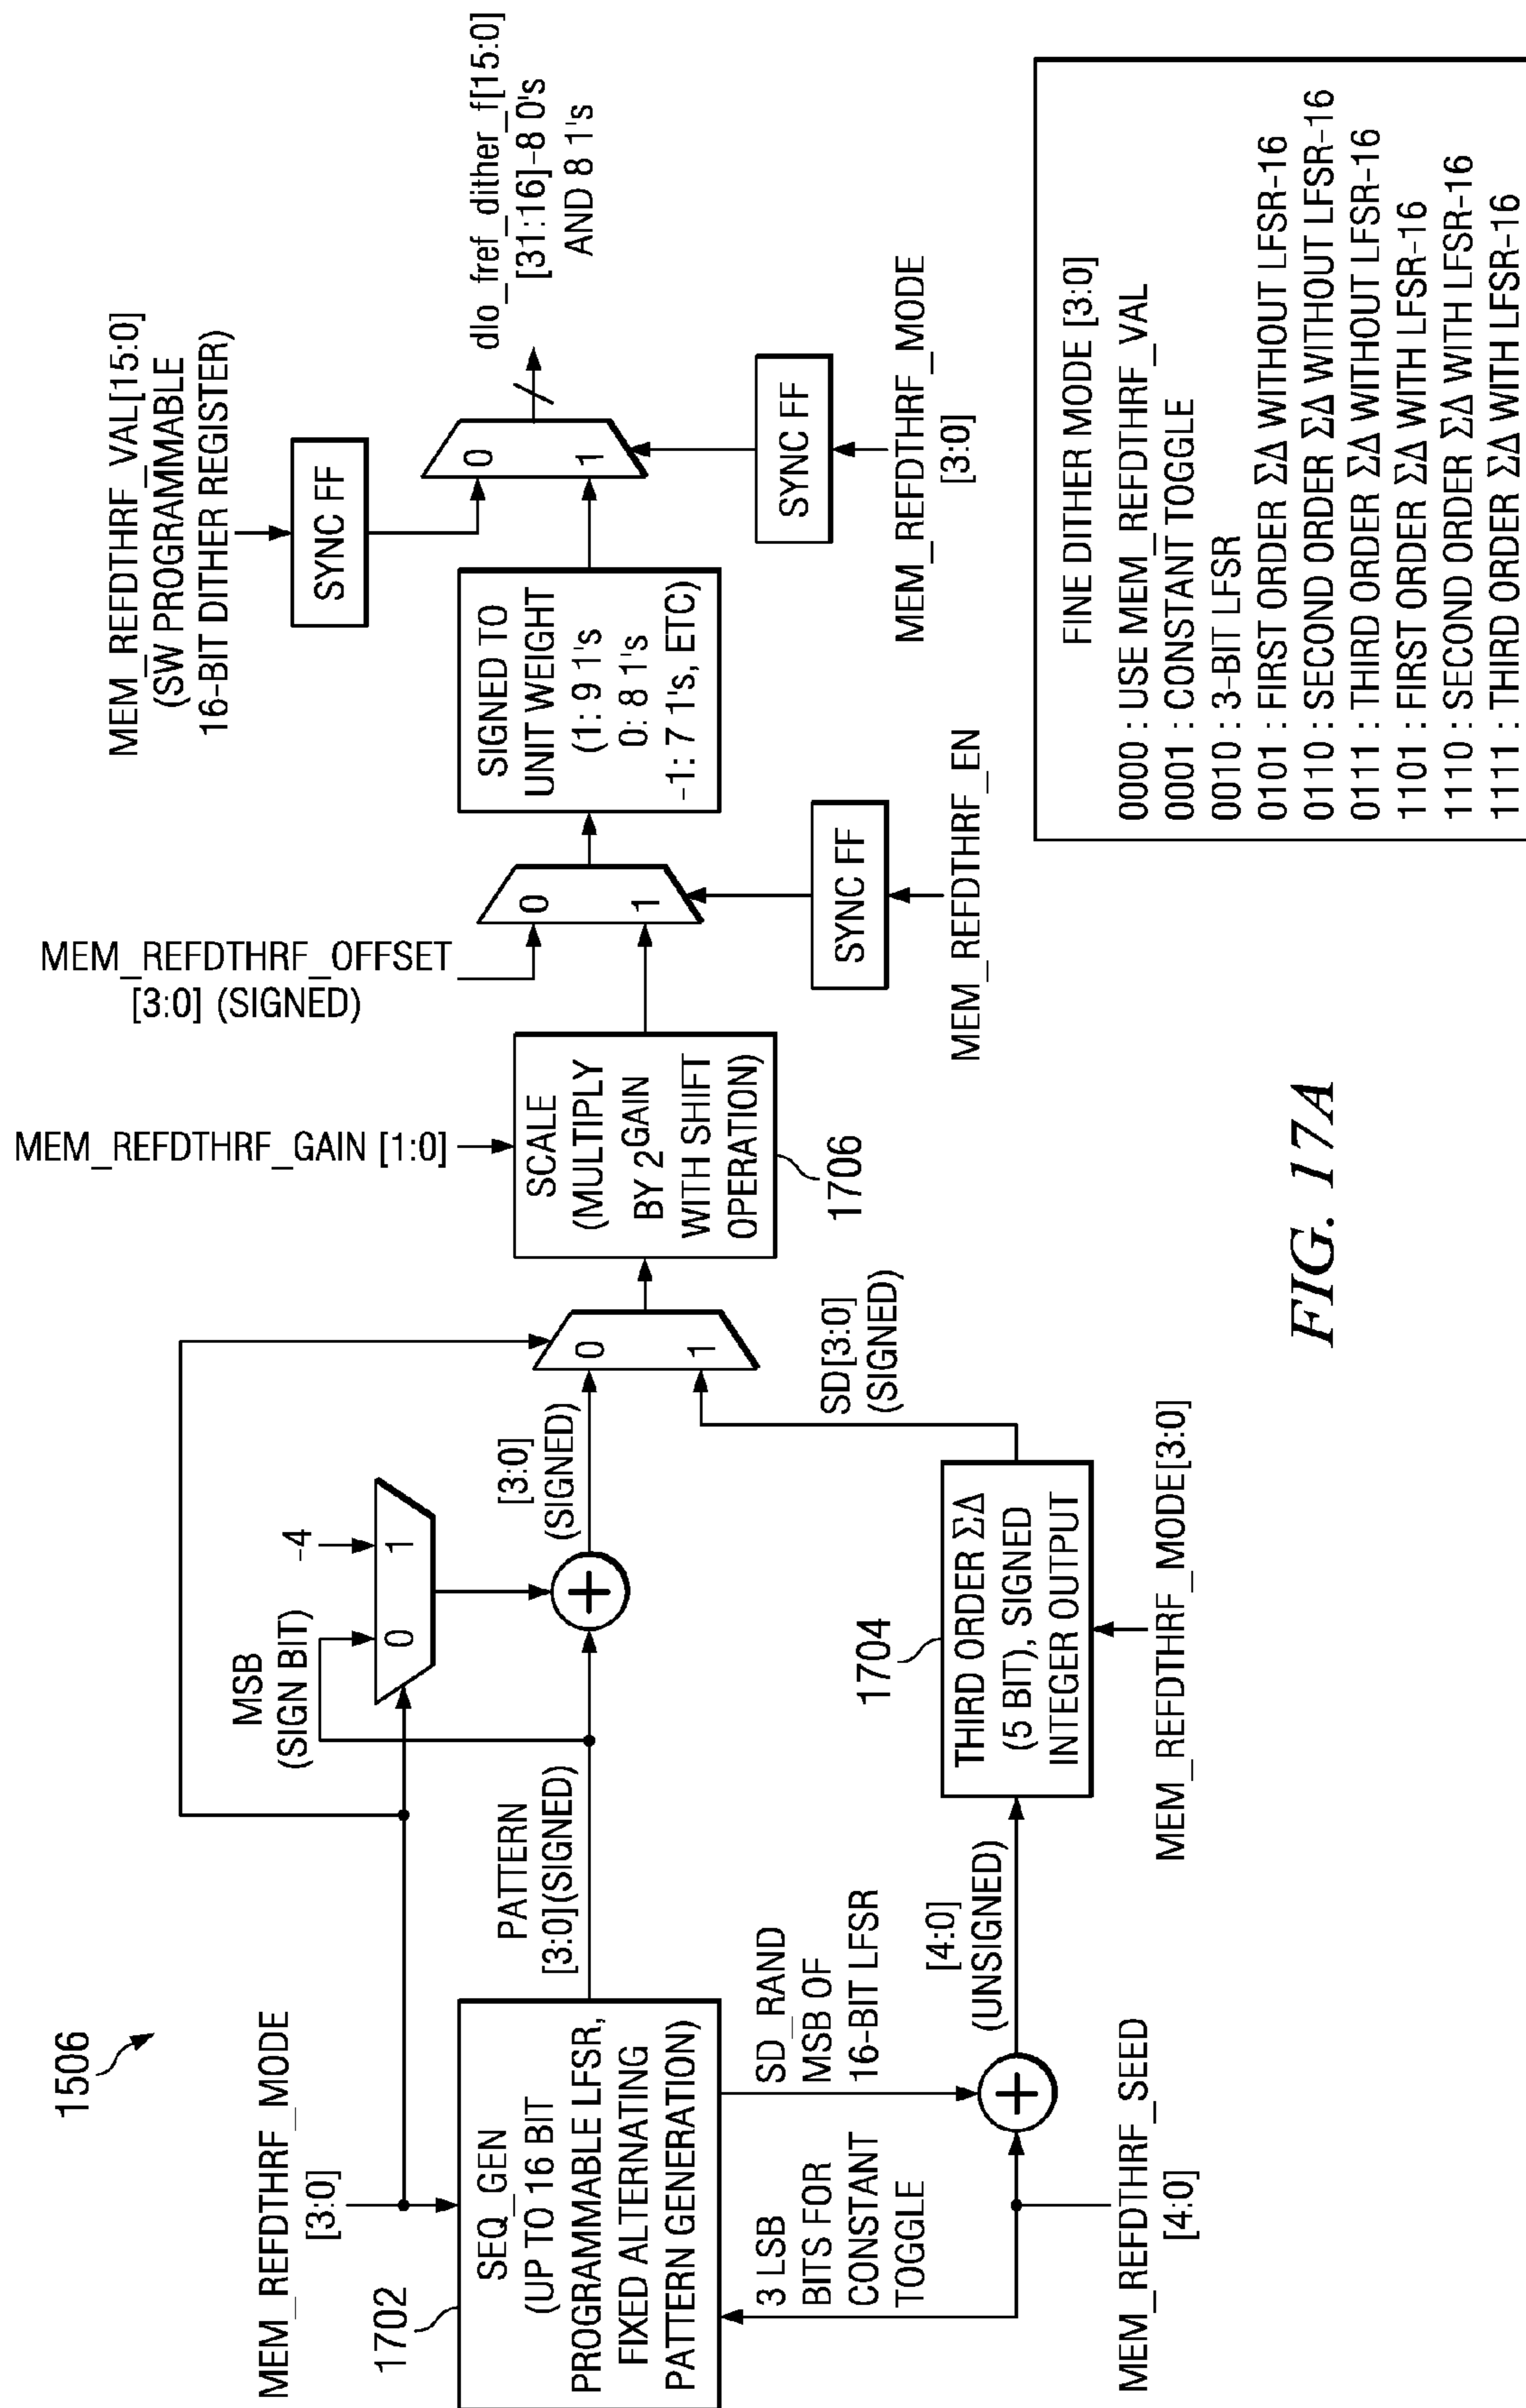 1506
MEM_REFDTHRF_MODE
[3:0]
1702
SEQ_GEN
(UP TO 16 BIT
PROGRAMMABLE LFSR,
FIXED ALTERNATING
PATTERN GENERATION)
3 LSB
BITS FOR
CONSTANT
TOGGLE
MEM_REFDTHRF_SEED
[4:0]
SD_RAND
MSB OF
16-BIT LFSR
+
[4:0]
(UNSIGNED)
PATTERN
[3:0](SIGNED)
MSB
(SIGN BIT)
-4
0
1
+
[3:0]
(SIGNED)
1704
THIRD ORDER ΣΔ
(5 BIT), SIGNED
INTEGER OUTPUT
MEM_REFDTHRF_MODE[3:0]
SD[3:0]
(SIGNED)
0
1
MEM_REFDTHRF_GAIN [1:0]
SCALE
(MULTIPLY
BY 2^GAIN
WITH SHIFT
OPERATION)
1706
MEM_REFDTHRF_OFFSET
[3:0] (SIGNED)
0
1
SYNC FF
MEM_REFDTHRF_EN
SIGNED TO
UNIT WEIGHT
(1: 9 1's
0: 8 1's
-1: 7 1's, ETC)
MEM_REFDTHRF_VAL[15:0]
(SW PROGRAMMABLE
16-BIT DITHER REGISTER)
SYNC FF
0
1
SYNC FF
MEM_REFDTHRF_MODE
[3:0]
dlo_fref_dither_f[15:0]
[31:16]-8 0's
AND 8 1's
FINE DITHER MODE [3:0]
0000 : USE MEM_REFDTHRF_VAL
0001 : CONSTANT TOGGLE
0010 : 3-BIT LFSR
0101 : FIRST ORDER ΣΔ WITHOUT LFSR-16
0110 : SECOND ORDER ΣΔ WITHOUT LFSR-16
0111 : THIRD ORDER ΣΔ WITHOUT LFSR-16
1101 : FIRST ORDER ΣΔ WITH LFSR-16
1110 : SECOND ORDER ΣΔ WITH LFSR-16
1111 : THIRD ORDER ΣΔ WITH LFSR-16
FIG. 17A